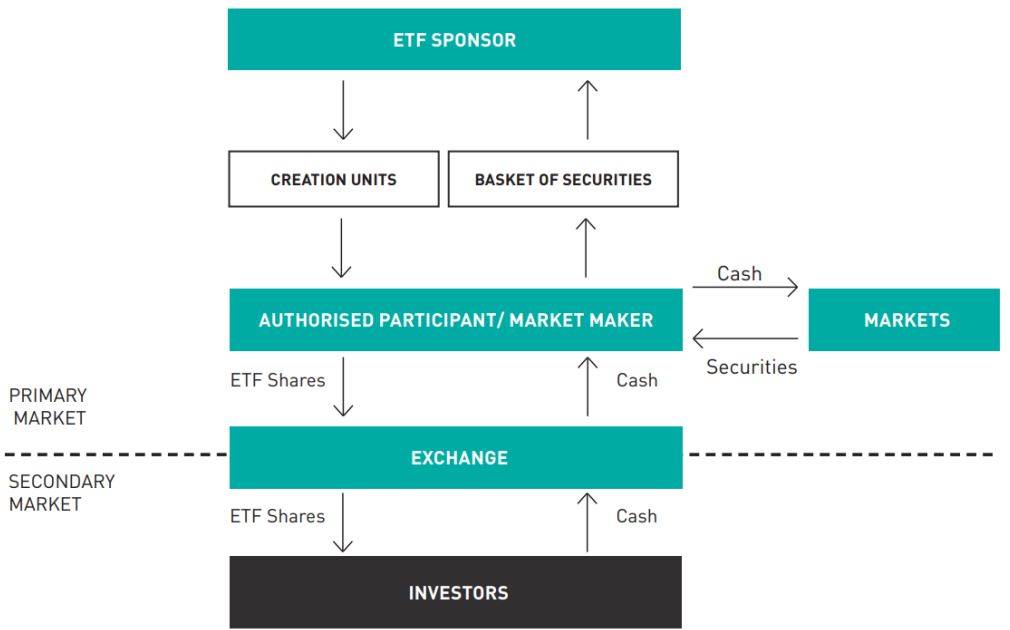 ETF SPONSOR
CREATION UNITS
BASKET OF SECURITIES
Cash
AUTHORISED PARTICIPANT/ MARKET MAKER
MARKETS
Securities
ETF Shares
Cash
PRIMARY
MARKET
EXCHANGE
SECONDARY
MARKET
ETF Shares
Cash
INVESTORS